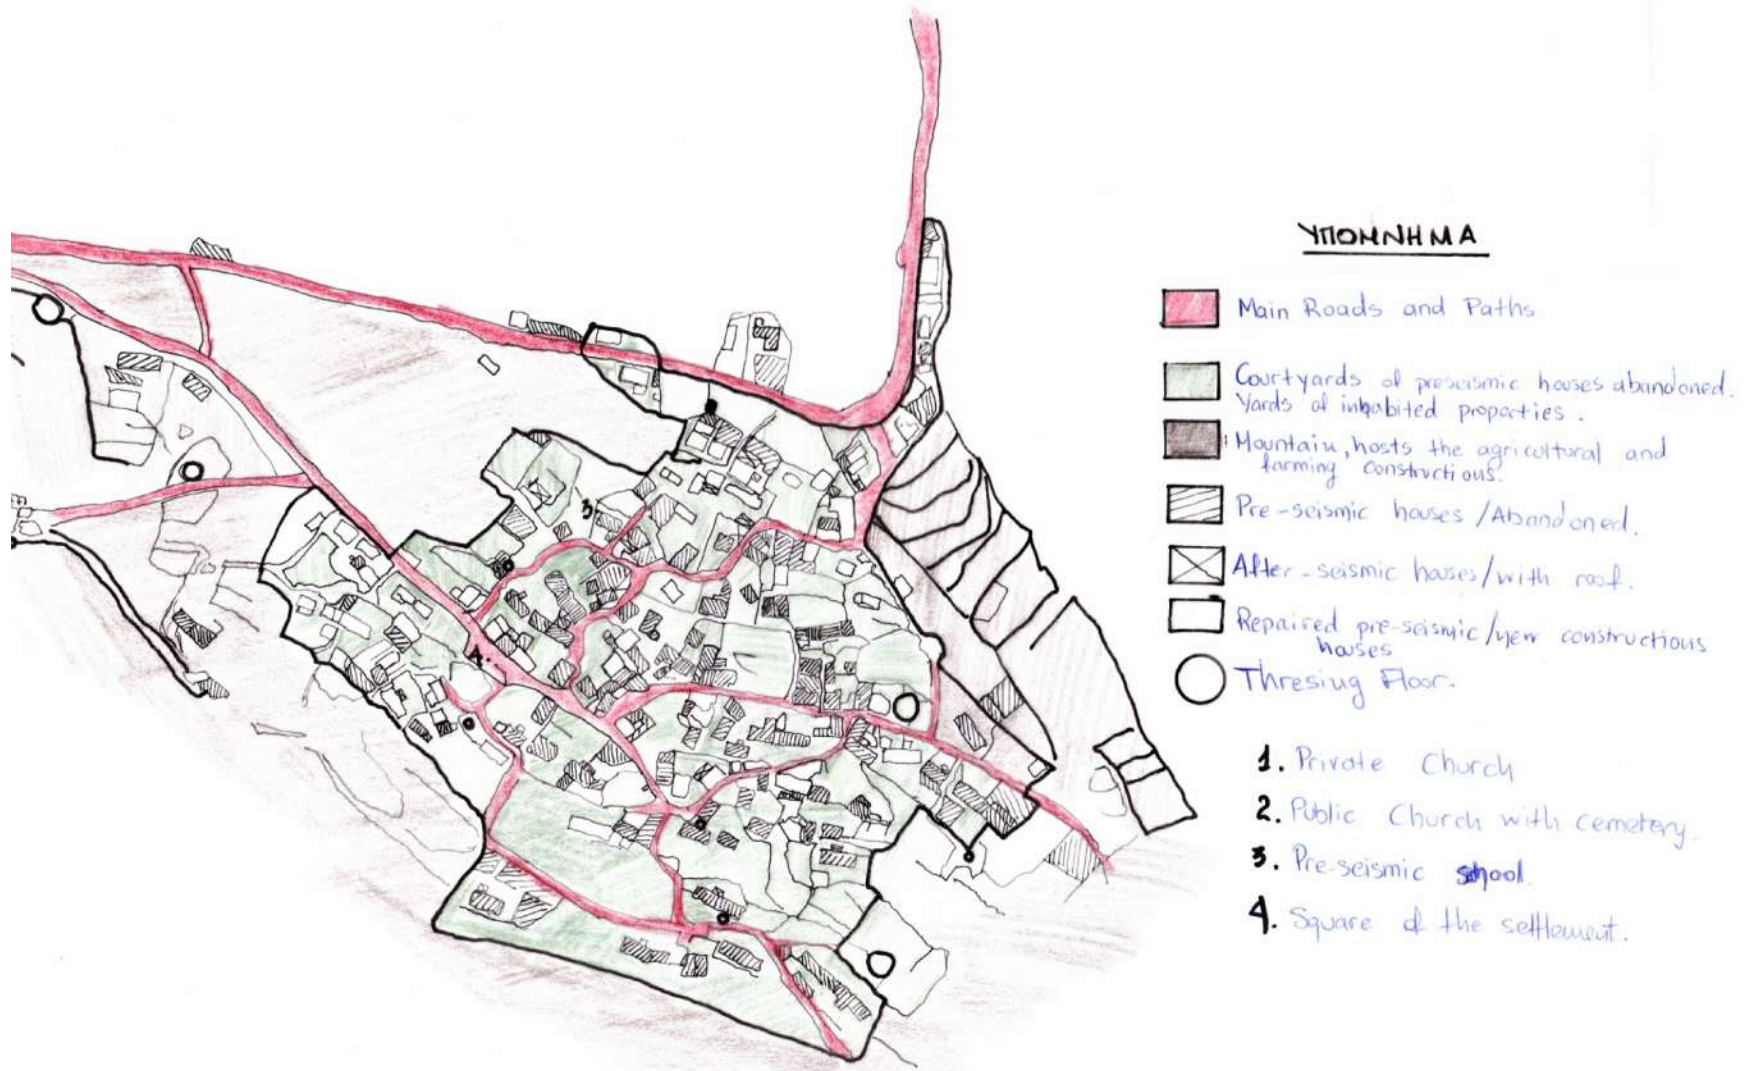 ΥΠΟΜΝΗΜΑ
Main Roads and Paths
Courtyards of preseismic houses abandoned.
Yards of inhabited properties.
Mountain, hosts the agricultural and
farming constructions.
Pre-seismic houses /Abandoned.
After-seismic houses/with roof.
Repaired pre-seismic/new constructions
houses
Thresing Floor.
1. Private Church
2. Public Church with cemetery.
3. Pre-seismic school
4. Square of the settlement.
3
4.